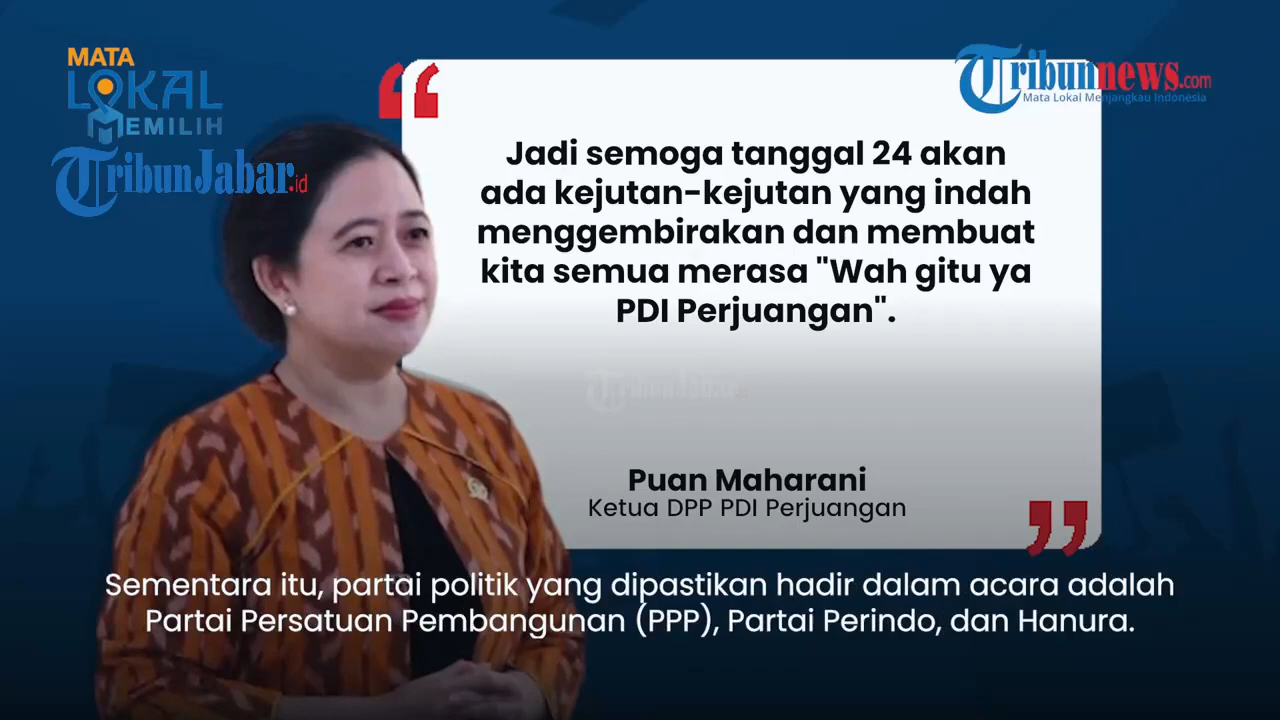 MATA
LOKAL
MEMILIH
TribunJabar.id
Tribunnews.com
Mata Lokal Menjangkau Indonesia
Jadi semoga tanggal 24 akan
ada kejutan-kejutan yang indah
menggembirakan dan membuat
kita semua merasa "Wah gitu ya
PDI Perjuangan".
TribunJabar.id
Puan Maharani
Ketua DPP PDI Perjuangan
Sementara itu, partai politik yang dipastikan hadir dalam acara adalah
Partai Persatuan Pembangunan (PPP), Partai Perindo, dan Hanura.